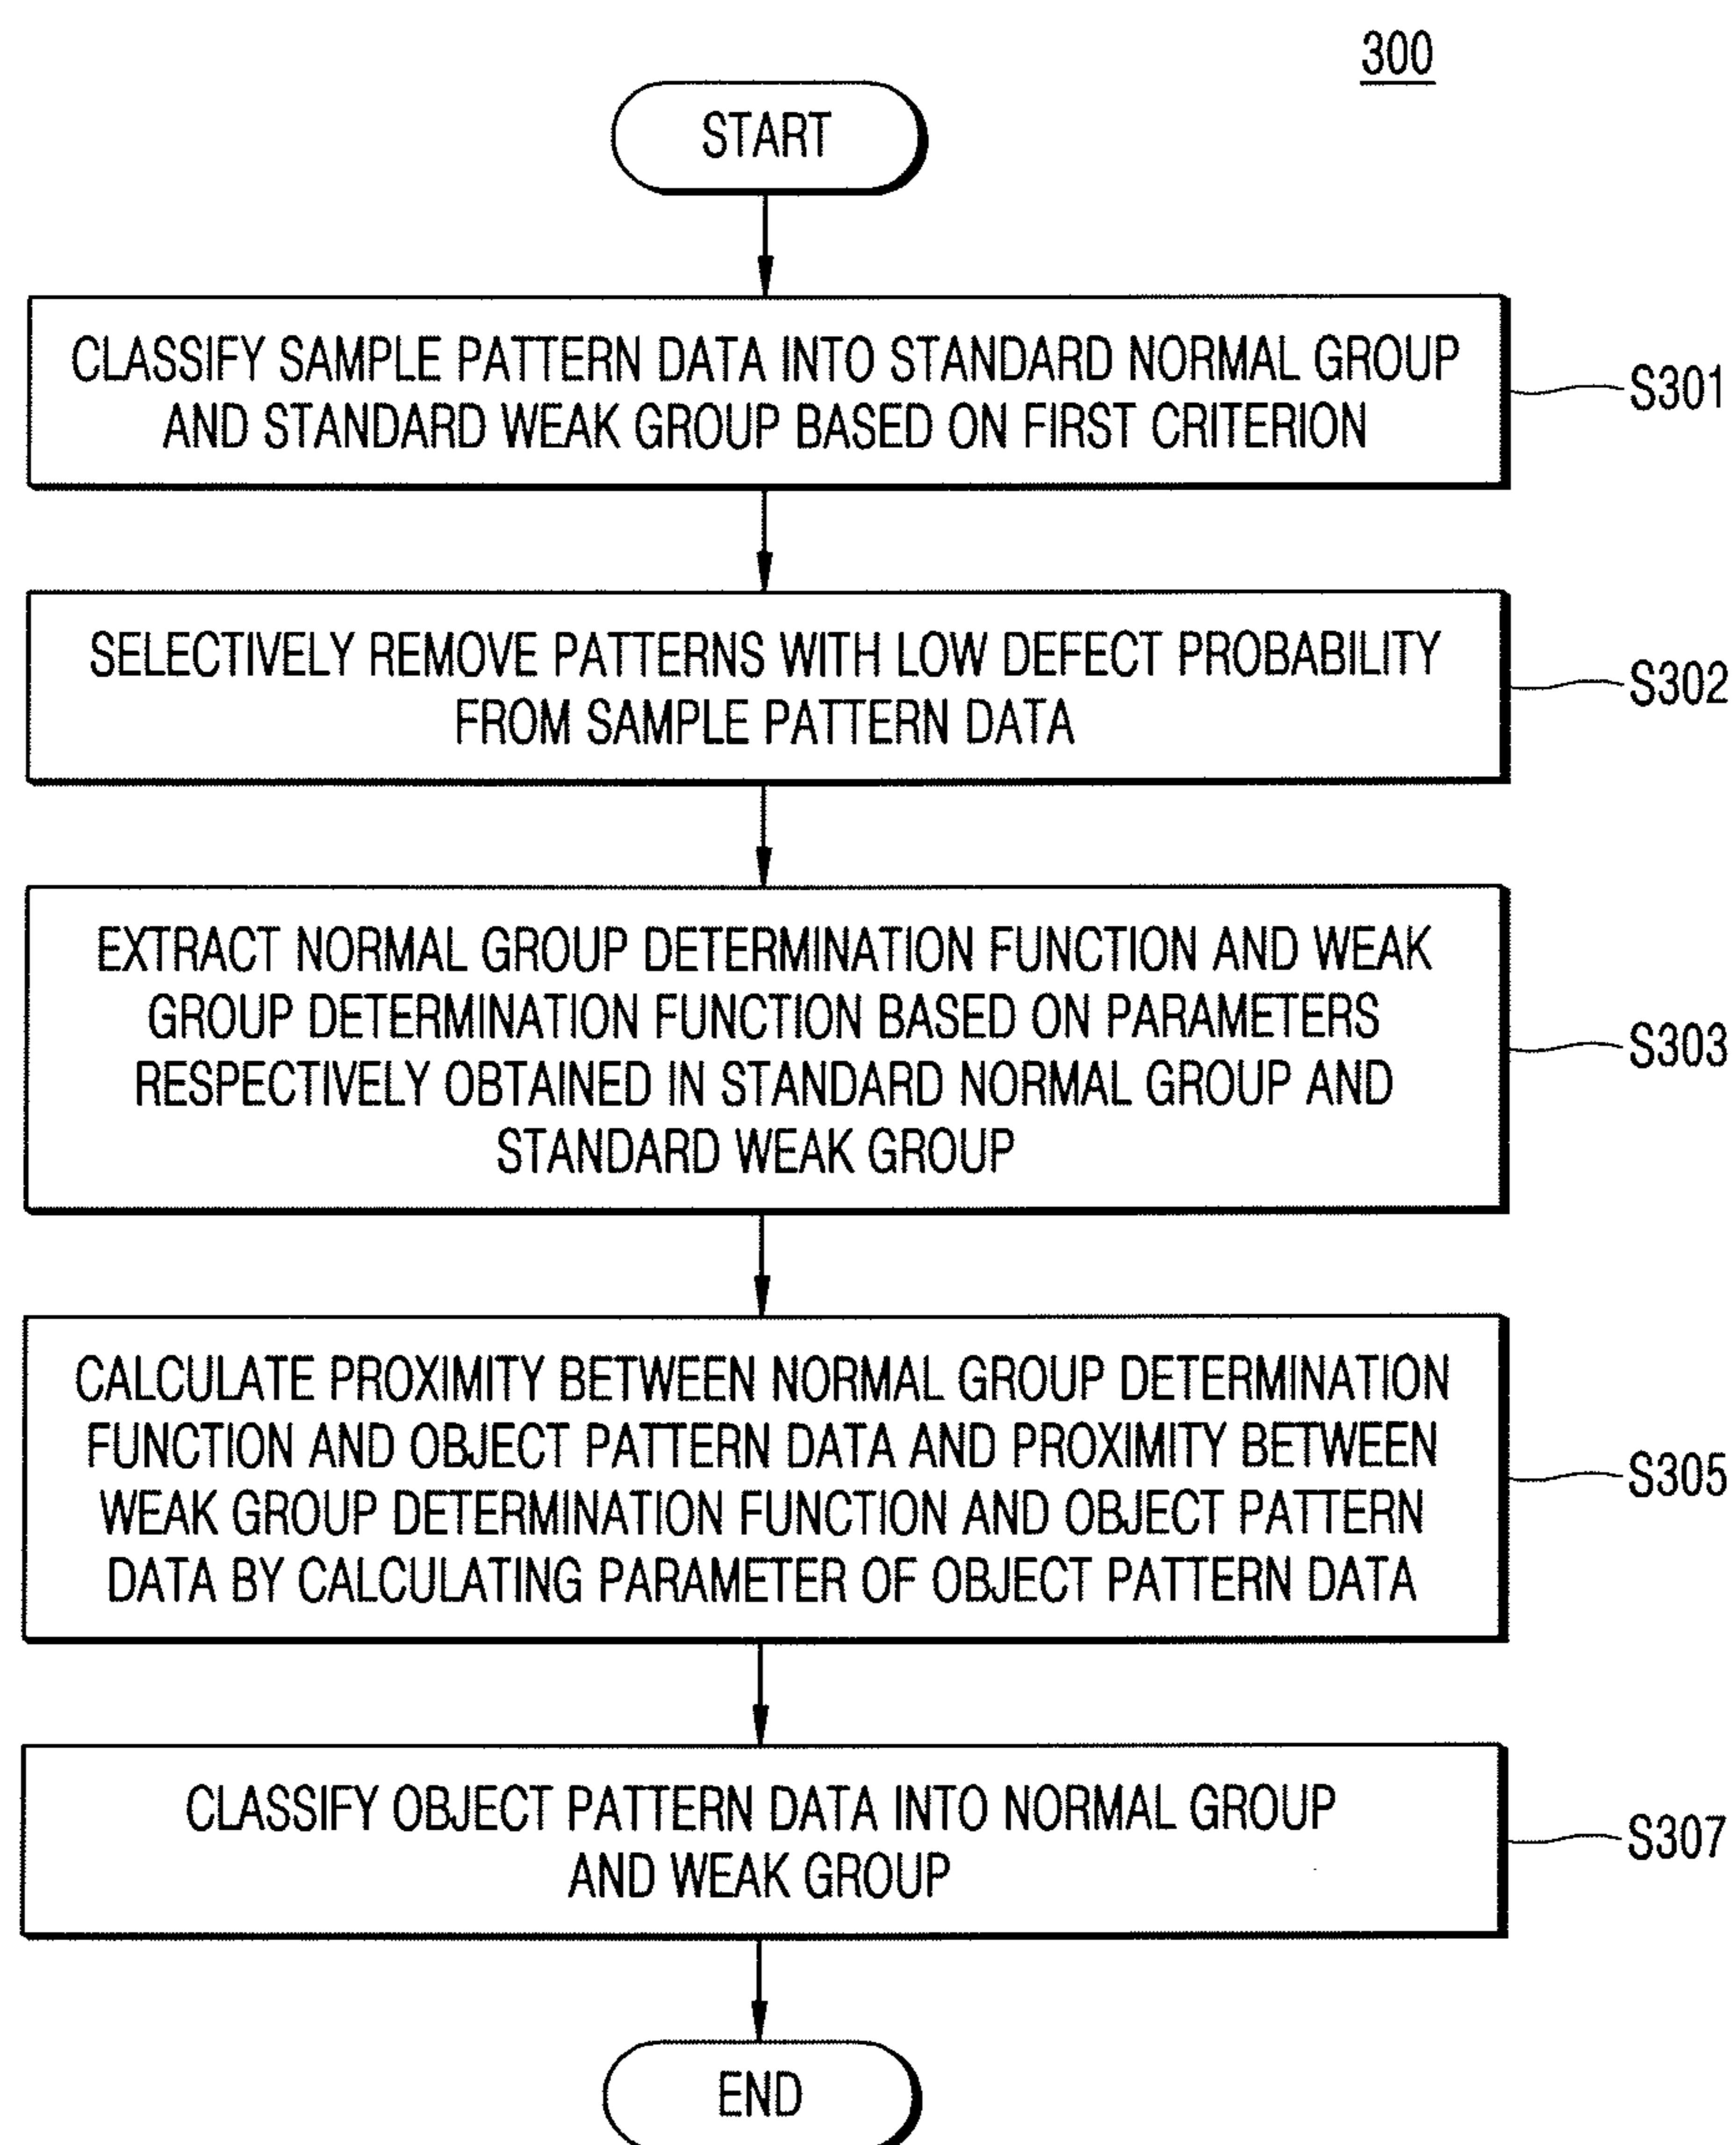 300
START
CLASSIFY SAMPLE PATTERN DATA INTO STANDARD NORMAL GROUP
AND STANDARD WEAK GROUP BASED ON FIRST CRITERION
S301
SELECTIVELY REMOVE PATTERNS WITH LOW DEFECT PROBABILITY
FROM SAMPLE PATTERN DATA
S302
EXTRACT NORMAL GROUP DETERMINATION FUNCTION AND WEAK
GROUP DETERMINATION FUNCTION BASED ON PARAMETERS
RESPECTIVELY OBTAINED IN STANDARD NORMAL GROUP AND
STANDARD WEAK GROUP
S303
CALCULATE PROXIMITY BETWEEN NORMAL GROUP DETERMINATION
FUNCTION AND OBJECT PATTERN DATA AND PROXIMITY BETWEEN
WEAK GROUP DETERMINATION FUNCTION AND OBJECT PATTERN
DATA BY CALCULATING PARAMETER OF OBJECT PATTERN DATA
S305
CLASSIFY OBJECT PATTERN DATA INTO NORMAL GROUP
AND WEAK GROUP
S307
END